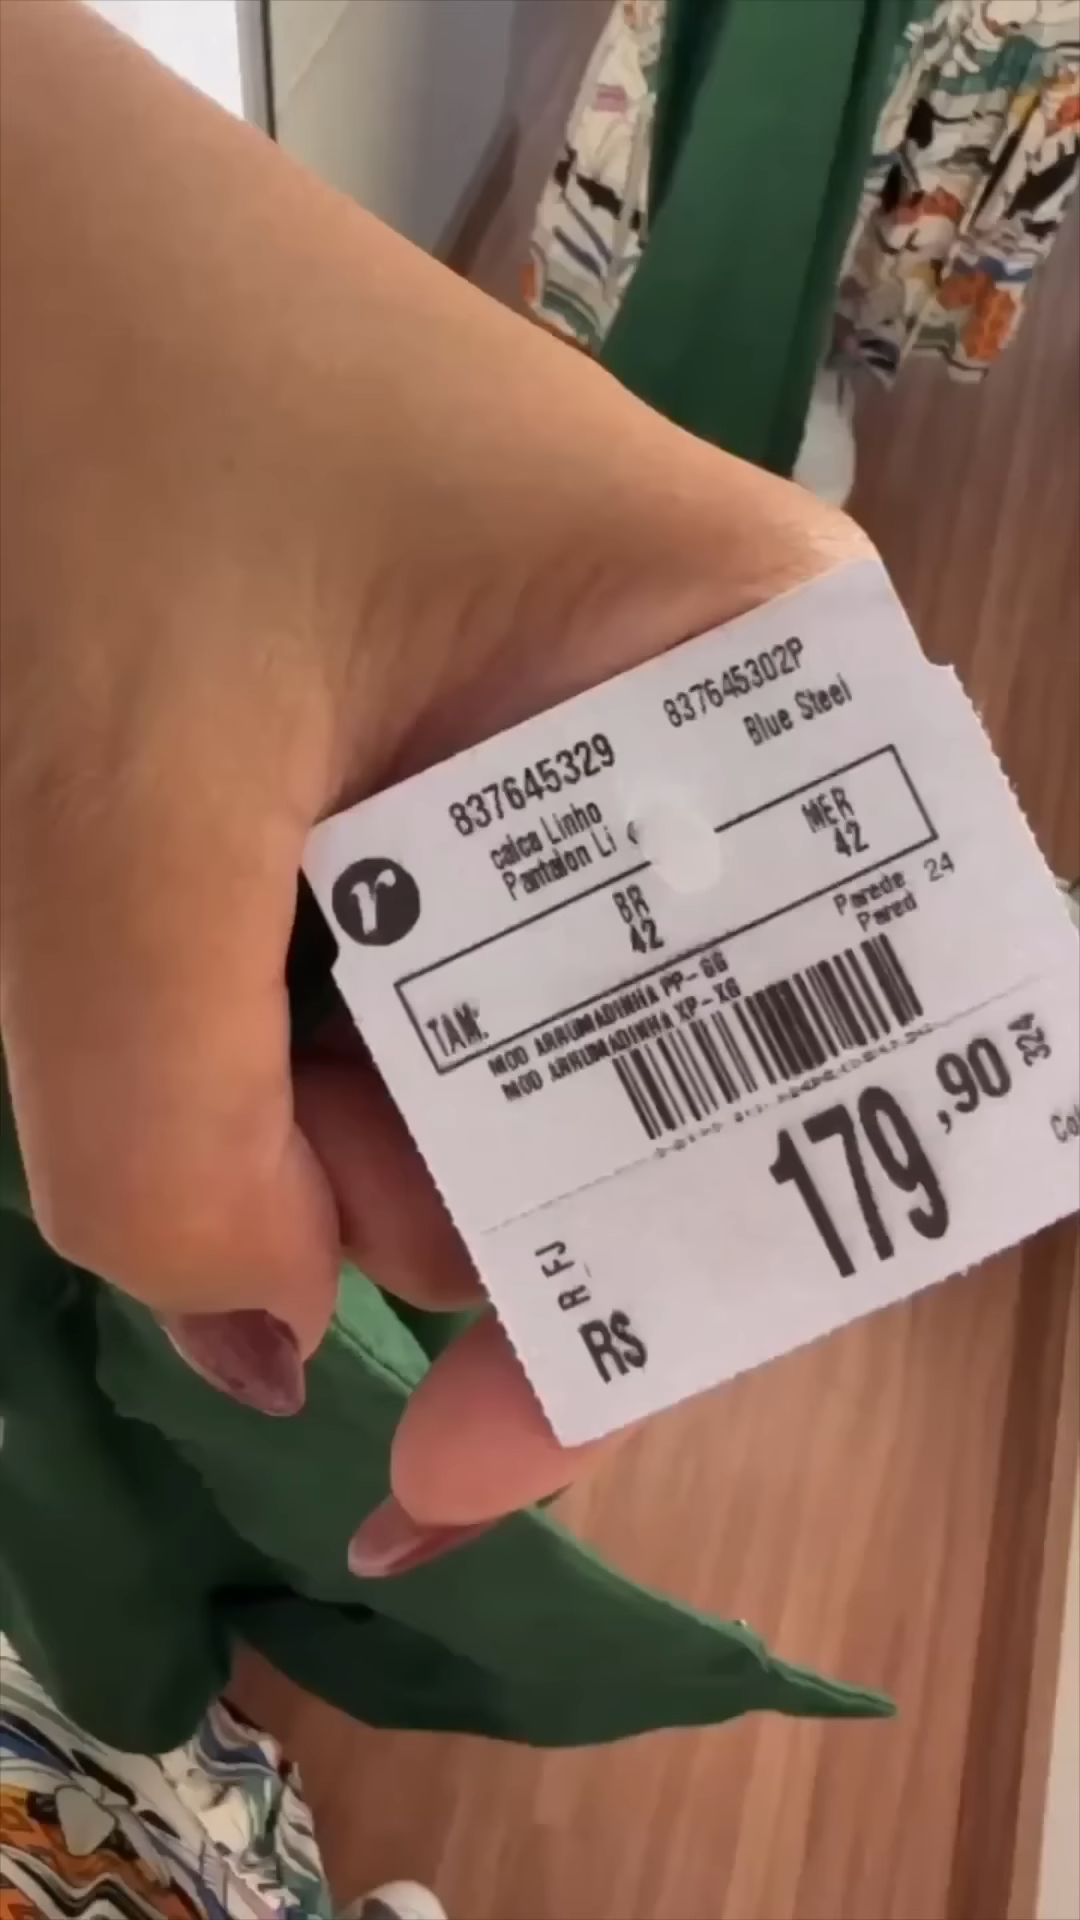 837645329
837645302P
calca Linho
Blue Steel
Pantalon Li
TAM:
BR
42
MER
42
MOD ARRUMADINHA PP-GG
MOD ARRUMADINHA XP-XG
Parede 24
Pared
179,90
324
Col
R FJ
R$
r